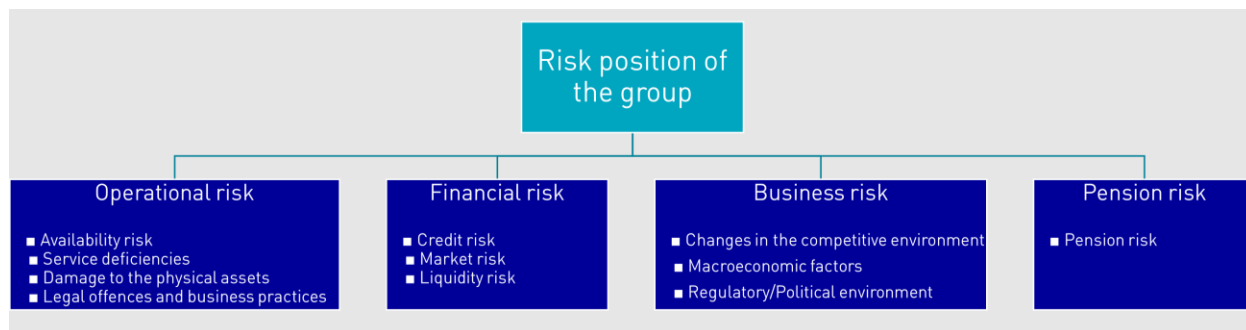 Risk position of
the group
Operational risk
■ Availability risk
■ Service deficiencies
■ Damage to the physical assets
■ Legal offences and business practices
Financial risk
■ Credit risk
■ Market risk
■ Liquidity risk
Business risk
■ Changes in the competitive environment
■ Macroeconomic factors
■ Regulatory/Political environment
Pension risk
■ Pension risk